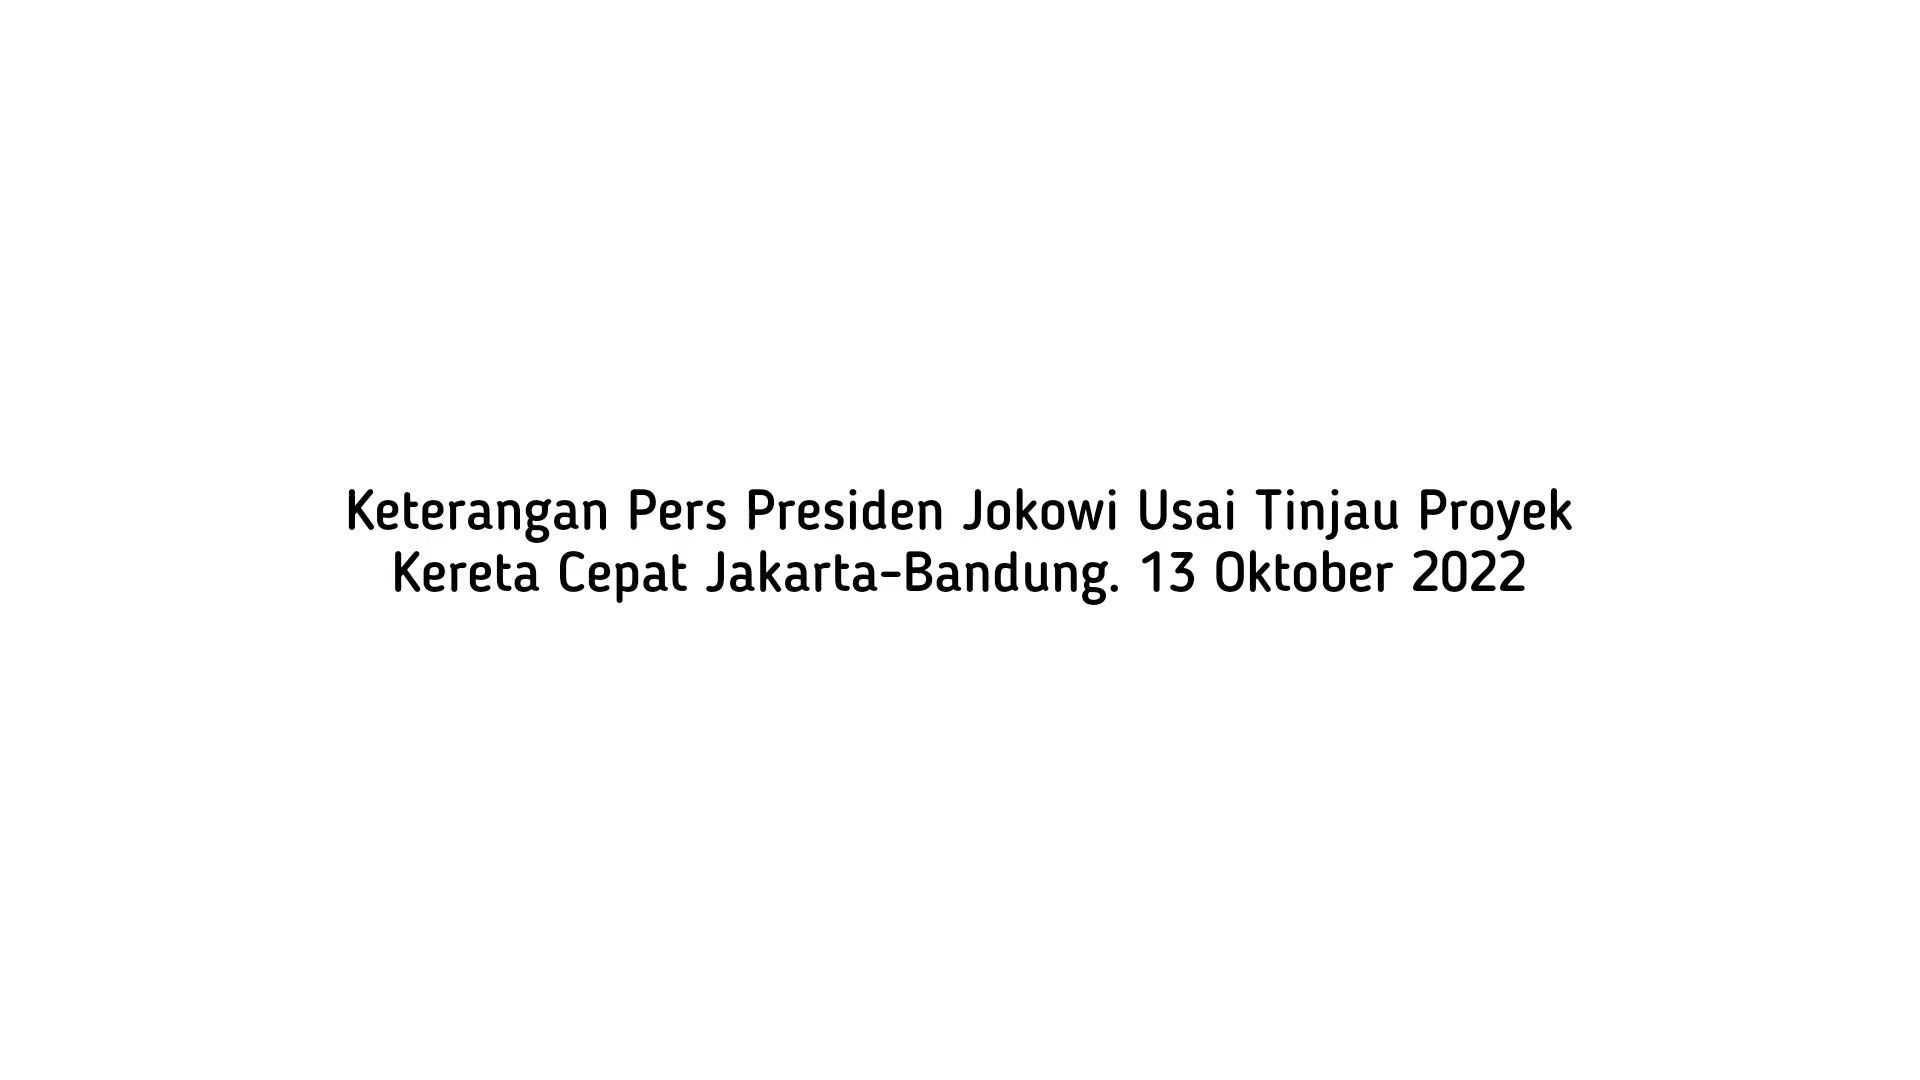 Keterangan Pers Presiden Jokowi Usai Tinjau Proyek
Kereta Cepat Jakarta-Bandung. 13 Oktober 2022